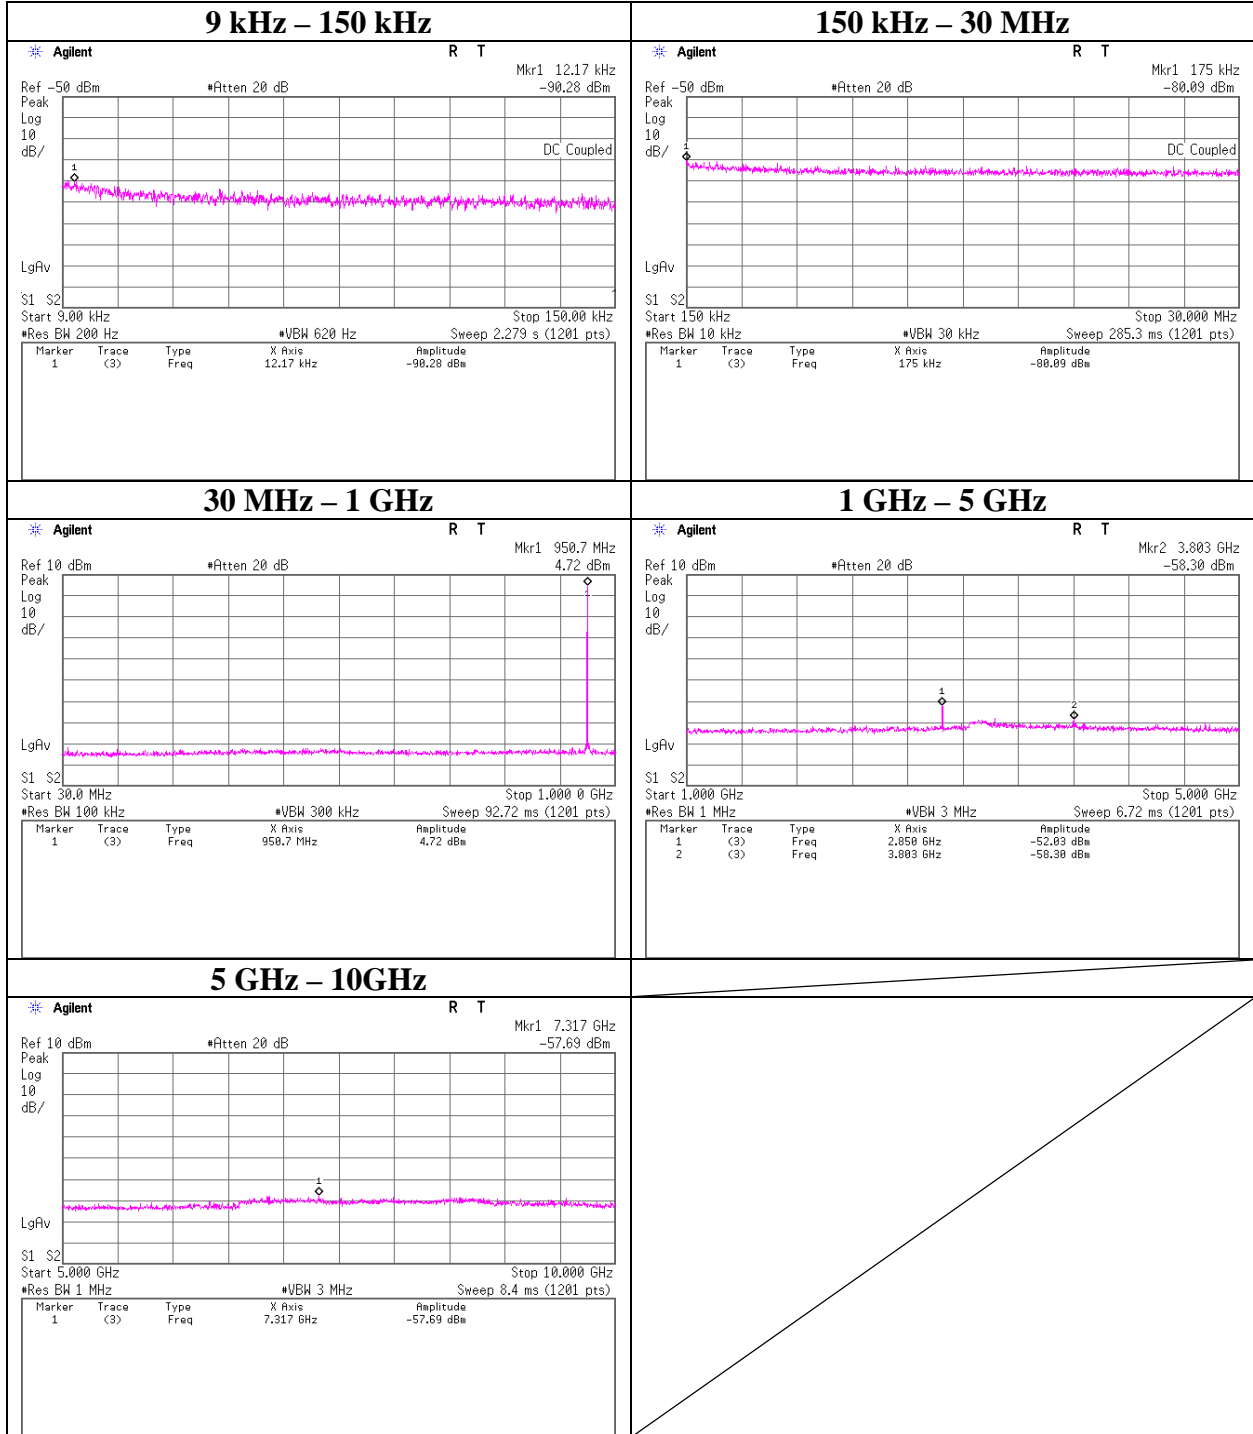 9 kHz – 150 kHz
Agilent
R T
Mkr1 12.17 kHz
Ref -50 dBm #Atten 20 dB -90.28 dBm
Peak
Log
10
dB/
DC Coupled
1
LgAv
S1 S2
Start 9.00 kHz Stop 150.00 kHz
#Res BW 200 Hz #VBW 620 Hz Sweep 2.279 s (1201 pts)
Marker Trace Type X Axis Amplitude
1 (3) Freq 12.17 kHz -90.28 dBm
150 kHz – 30 MHz
Agilent
R T
Mkr1 175 kHz
Ref -50 dBm #Atten 20 dB -80.09 dBm
Peak
Log
10
dB/
DC Coupled
1
LgAv
S1 S2
Start 150 kHz Stop 30.000 MHz
#Res BW 10 kHz #VBW 30 kHz Sweep 285.3 ms (1201 pts)
Marker Trace Type X Axis Amplitude
1 (3) Freq 175 kHz -80.09 dBm
30 MHz – 1 GHz
Agilent
R T
Mkr1 950.7 MHz
Ref 10 dBm #Atten 20 dB 4.72 dBm
Peak
Log
10
dB/
1
LgAv
S1 S2
Start 30.0 MHz Stop 1.000 0 GHz
#Res BW 100 kHz #VBW 300 kHz Sweep 92.72 ms (1201 pts)
Marker Trace Type X Axis Amplitude
1 (3) Freq 950.7 MHz 4.72 dBm
1 GHz – 5 GHz
Agilent
R T
Mkr2 3.803 GHz
Ref 10 dBm #Atten 20 dB -58.30 dBm
Peak
Log
10
dB/
1
2
LgAv
S1 S2
Start 1.000 GHz Stop 5.000 GHz
#Res BW 1 MHz #VBW 3 MHz Sweep 6.72 ms (1201 pts)
Marker Trace Type X Axis Amplitude
1 (3) Freq 2.850 GHz -52.03 dBm
2 (3) Freq 3.803 GHz -58.30 dBm
5 GHz – 10GHz
Agilent
R T
Mkr1 7.317 GHz
Ref 10 dBm #Atten 20 dB -57.69 dBm
Peak
Log
10
dB/
1
LgAv
S1 S2
Start 5.000 GHz Stop 10.000 GHz
#Res BW 1 MHz #VBW 3 MHz Sweep 8.4 ms (1201 pts)
Marker Trace Type X Axis Amplitude
1 (3) Freq 7.317 GHz -57.69 dBm